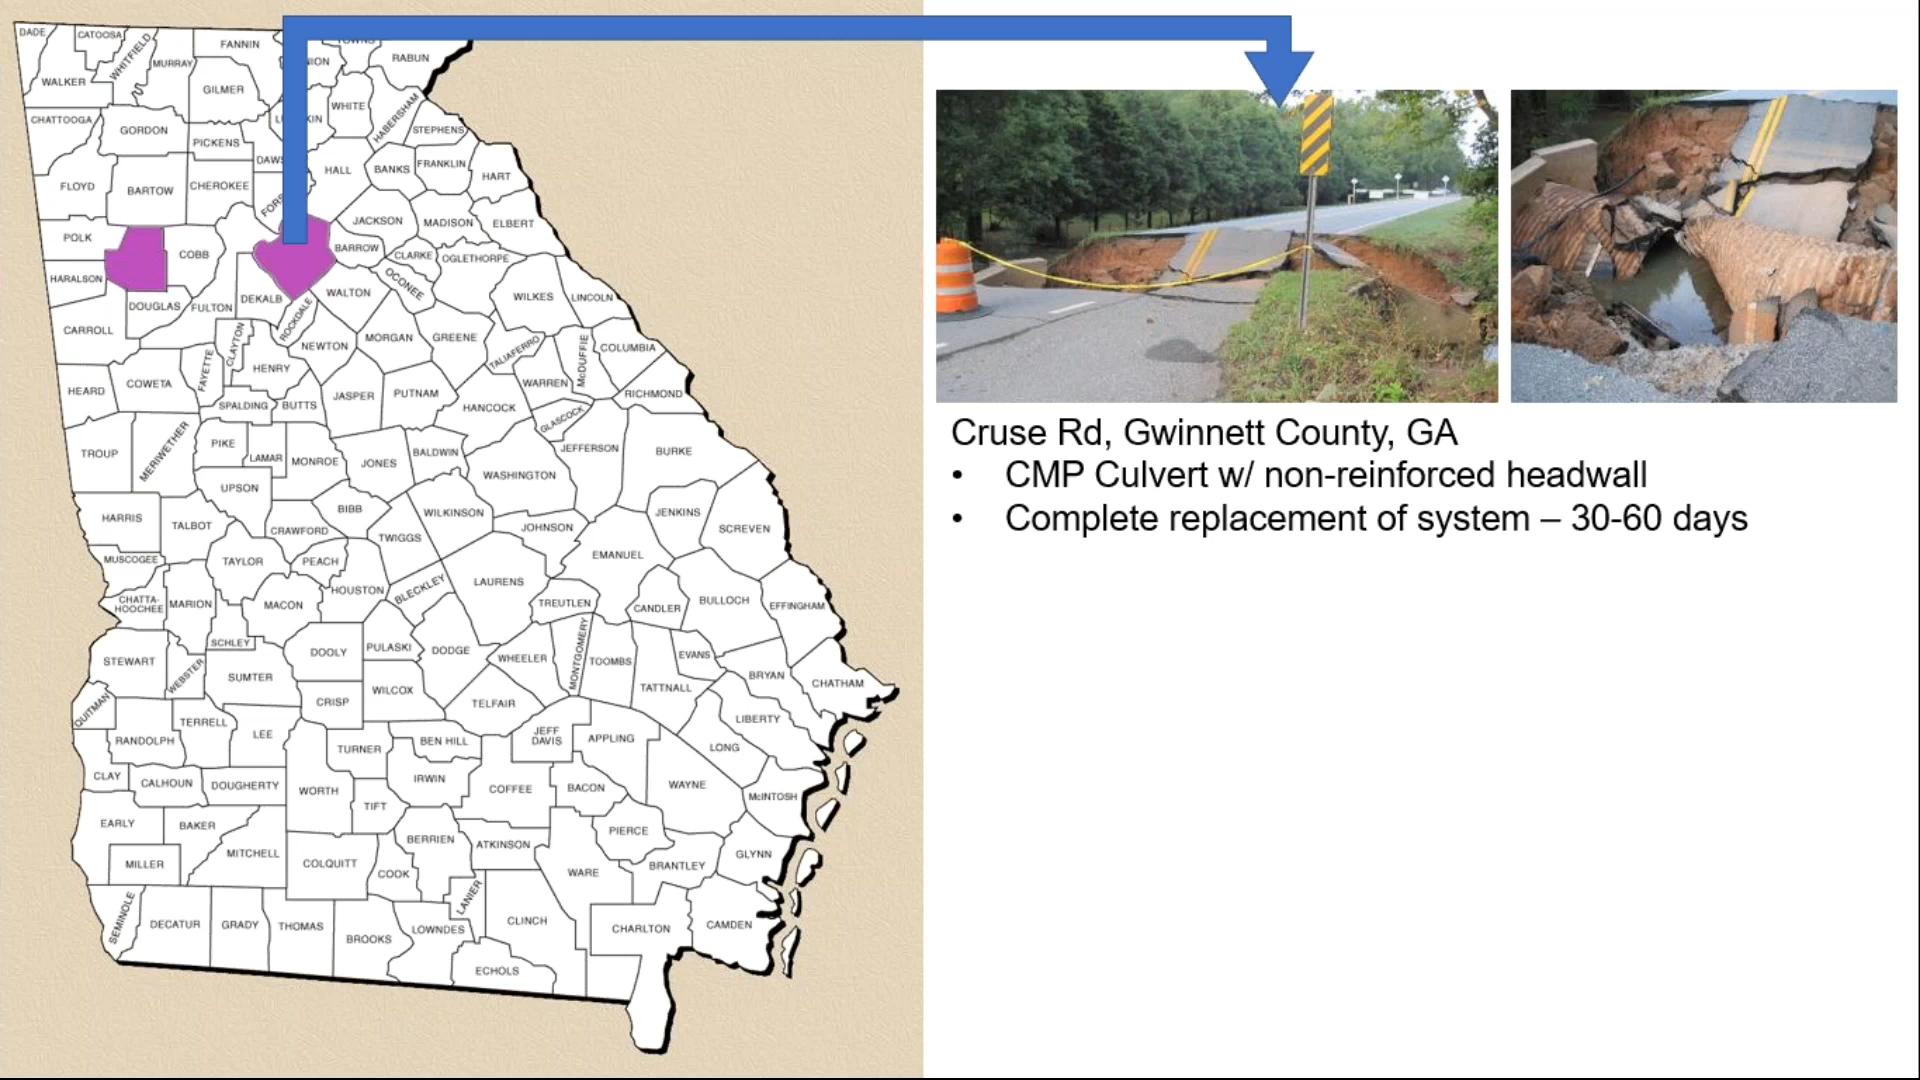 DADE
CATOOSA
WHITFIELD
MURRAY
FANNIN
RABUN
WALKER
GILMER
WHITE
HABERSHAM
CHATTOOGA
GORDON
PICKENS
STEPHENS
HALL
BANKS
FRANKLIN
HART
FLOYD
BARTOW
CHEROKEE
JACKSON
MADISON
ELBERT
POLK
COBB
BARROW
CLARKE
OGLETHORPE
HARALSON
OCONEE
DOUGLAS
FULTON
DEKALB
WALTON
WILKES
LINCOLN
ROCKDALE
CARROLL
CLAYTON
NEWTON
MORGAN
GREENE
TALIAFERRO
McDUFFIE
COLUMBIA
HEARD
COWETA
FAYETTE
HENRY
JASPER
PUTNAM
WARREN
RICHMOND
SPALDING
BUTTS
HANCOCK
GLASCOCK
TROUP
MERIWETHER
PIKE
LAMAR
MONROE
JONES
BALDWIN
JEFFERSON
BURKE
WASHINGTON
UPSON
HARRIS
TALBOT
CRAWFORD
BIBB
TWIGGS
WILKINSON
JOHNSON
JENKINS
SCREVEN
MUSCOGEE
TAYLOR
PEACH
EMANUEL
CHATTA-
HOOCHEE
MARION
MACON
HOUSTON
BLECKLEY
LAURENS
TREUTLEN
CANDLER
BULLOCH
EFFINGHAM
SCHLEY
STEWART
WEBSTER
SUMTER
DOOLY
PULASKI
DODGE
WHEELER
MONTGOMERY
TOOMBS
EVANS
TATTNALL
BRYAN
CHATHAM
QUITMAN
CRISP
WILCOX
TELFAIR
LIBERTY
RANDOLPH
TERRELL
LEE
TURNER
BEN HILL
JEFF
DAVIS
APPLING
LONG
CLAY
CALHOUN
DOUGHERTY
WORTH
IRWIN
COFFEE
BACON
WAYNE
McINTOSH
TIFT
EARLY
BAKER
MITCHELL
BERRIEN
ATKINSON
PIERCE
MILLER
COLQUITT
COOK
WARE
BRANTLEY
GLYNN
SEMINOLE
DECATUR
GRADY
THOMAS
BROOKS
LOWNDES
LANIER
CLINCH
CHARLTON
CAMDEN
ECHOLS
Cruse Rd, Gwinnett County, GA
• CMP Culvert w/ non-reinforced headwall
• Complete replacement of system – 30-60 days